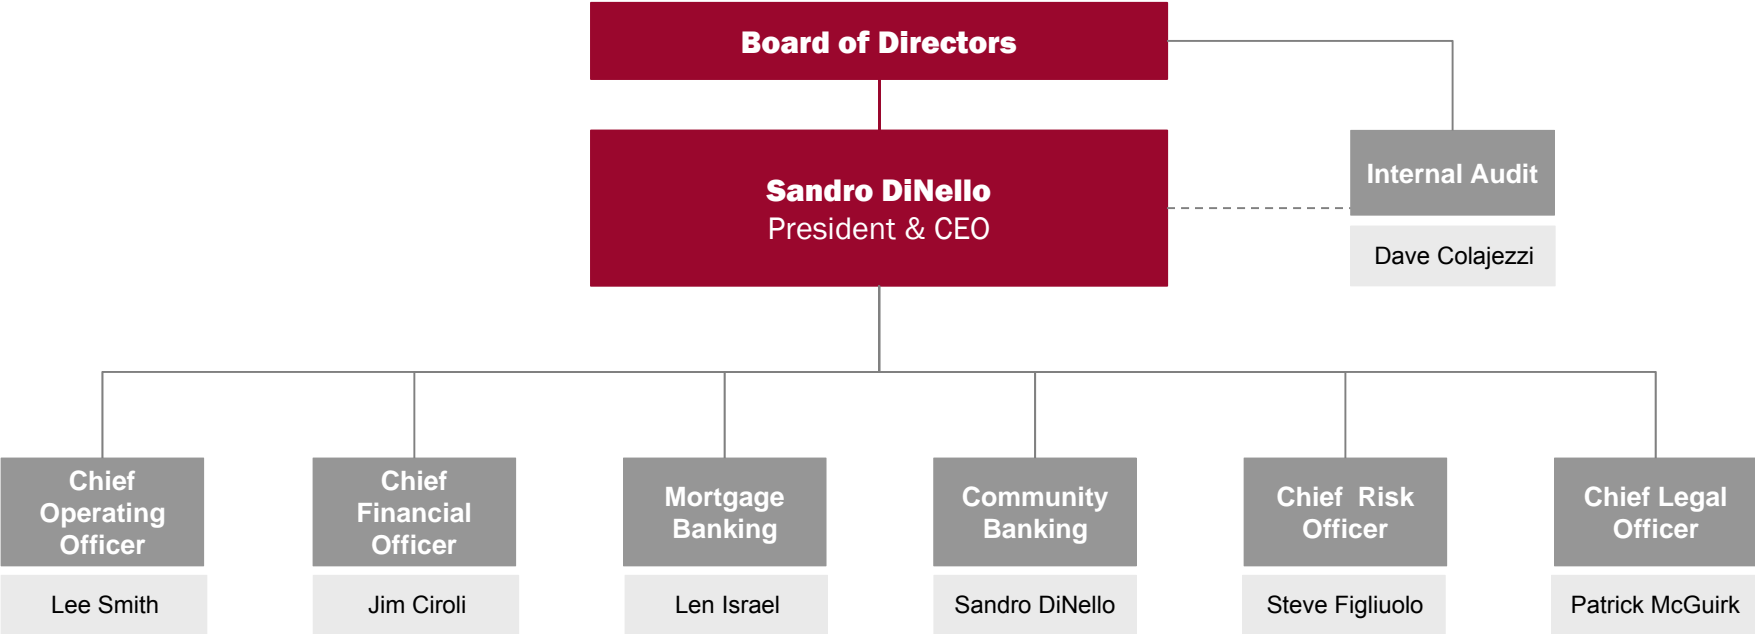 Board of Directors
Sandro DiNello
President & CEO
Internal Audit
Dave Colajezzi
Chief
Operating
Officer
Lee Smith
Chief
Financial
Officer
Jim Ciroli
Mortgage
Banking
Len Israel
Community
Banking
Sandro DiNello
Chief  Risk
Officer
Steve Figliuolo
Chief Legal
Officer
Patrick McGuirk